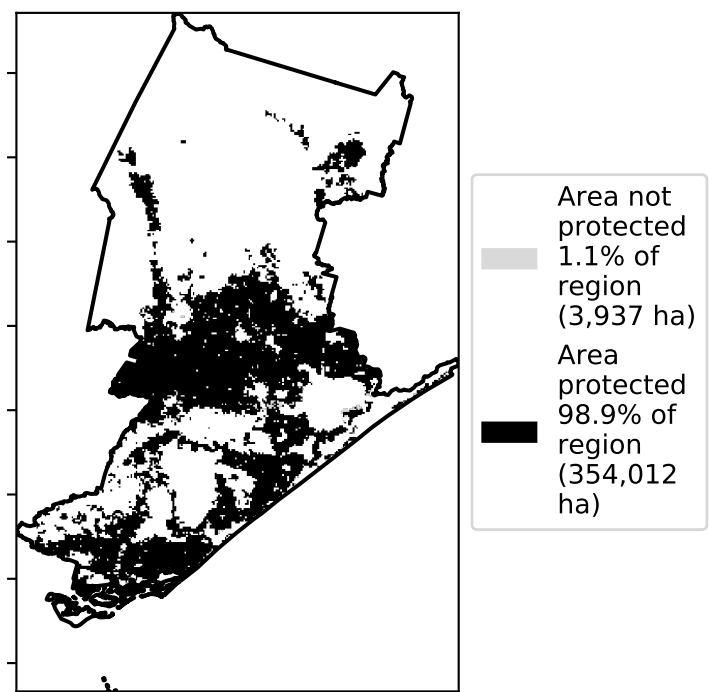 Area not
protected
1.1% of
region
(3,937 ha)
Area
protected
98.9% of
region
(354,012
ha)